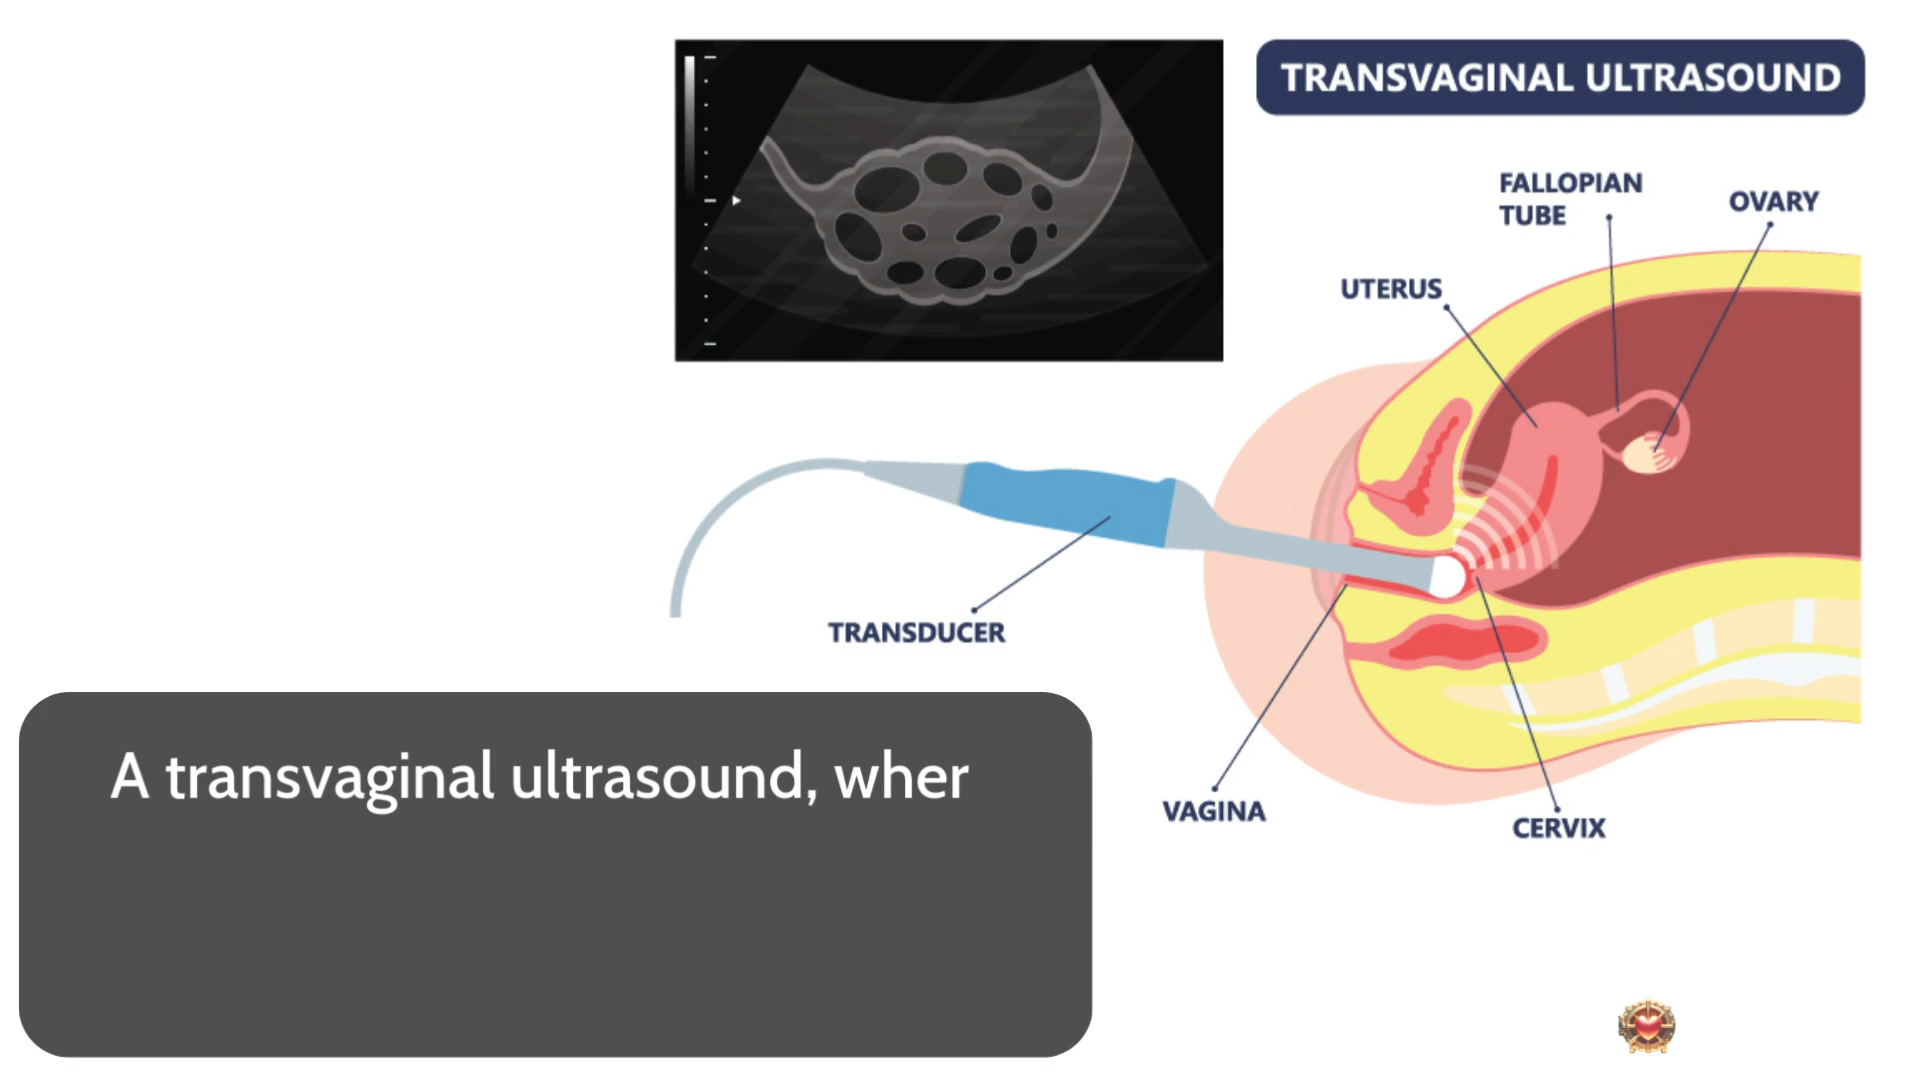 TRANSVAGINAL ULTRASOUND
FALLOPIAN
TUBE
OVARY
UTERUS
TRANSDUCER
VAGINA
CERVIX
A transvaginal ultrasound, wher